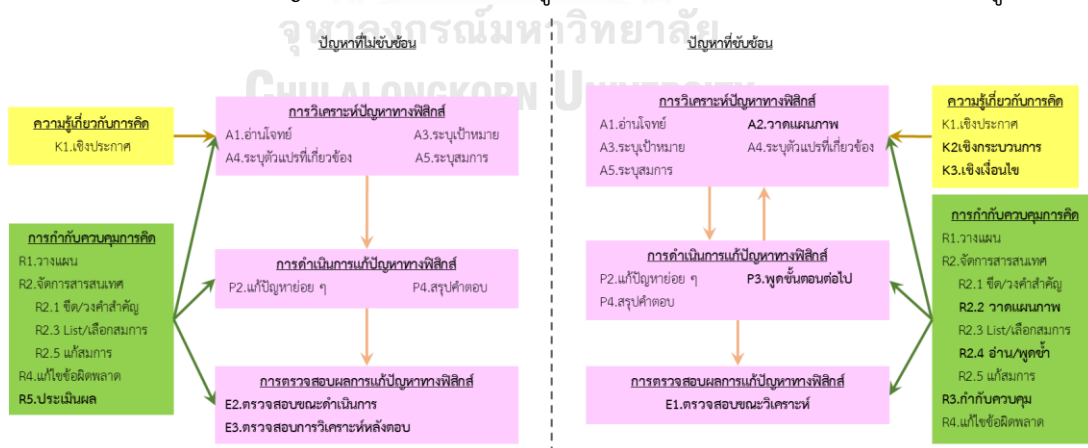 จุฬาลงกรณ์มหาวิทยาลัย
CHULALONGKORN UNIVERSITY
ปัญหาที่ไม่ซับซ้อน
ความรู้เกี่ยวกับการคิด
K1.เชิงประกาศ
การวิเคราะห์ปัญหาทางฟิสิกส์
A1.อ่านโจทย์ A3.ระบุเป้าหมาย
A4.ระบุตัวแปรที่เกี่ยวข้อง A5.ระบุสมการ
การกำกับควบคุมการคิด
R1.วางแผน
R2.จัดการสารสนเทศ
R2.1 ขีด/วงคำสำคัญ
R2.3 List/เลือกสมการ
R2.5 แก้สมการ
R4.แก้ไขข้อผิดพลาด
R5.ประเมินผล
การดำเนินการแก้ปัญหาทางฟิสิกส์
P2.แก้ปัญหาย่อย ๆ P4.สรุปคำตอบ
การตรวจสอบผลการแก้ปัญหาทางฟิสิกส์
E2.ตรวจสอบขณะดำเนินการ
E3.ตรวจสอบการวิเคราะห์หลังตอบ
ปัญหาที่ซับซ้อน
การวิเคราะห์ปัญหาทางฟิสิกส์
A1.อ่านโจทย์ A2.วาดแผนภาพ
A3.ระบุเป้าหมาย A4.ระบุตัวแปรที่เกี่ยวข้อง
A5.ระบุสมการ
ความรู้เกี่ยวกับการคิด
K1.เชิงประกาศ
K2เชิงกระบวนการ
K3.เชิงเงื่อนไข
การดำเนินการแก้ปัญหาทางฟิสิกส์
P2.แก้ปัญหาย่อย ๆ P3.พูดขั้นตอนต่อไป
P4.สรุปคำตอบ
การกำกับควบคุมการคิด
R1.วางแผน
R2.จัดการสารสนเทศ
R2.1 ขีด/วงคำสำคัญ
R2.2 วาดแผนภาพ
R2.3 List/เลือกสมการ
R2.4 อ่าน/พูดซ้ำ
R2.5 แก้สมการ
R3.กำกับควบคุม
R4.แก้ไขข้อผิดพลาด
การตรวจสอบผลการแก้ปัญหาทางฟิสิกส์
E1.ตรวจสอบขณะวิเคราะห์